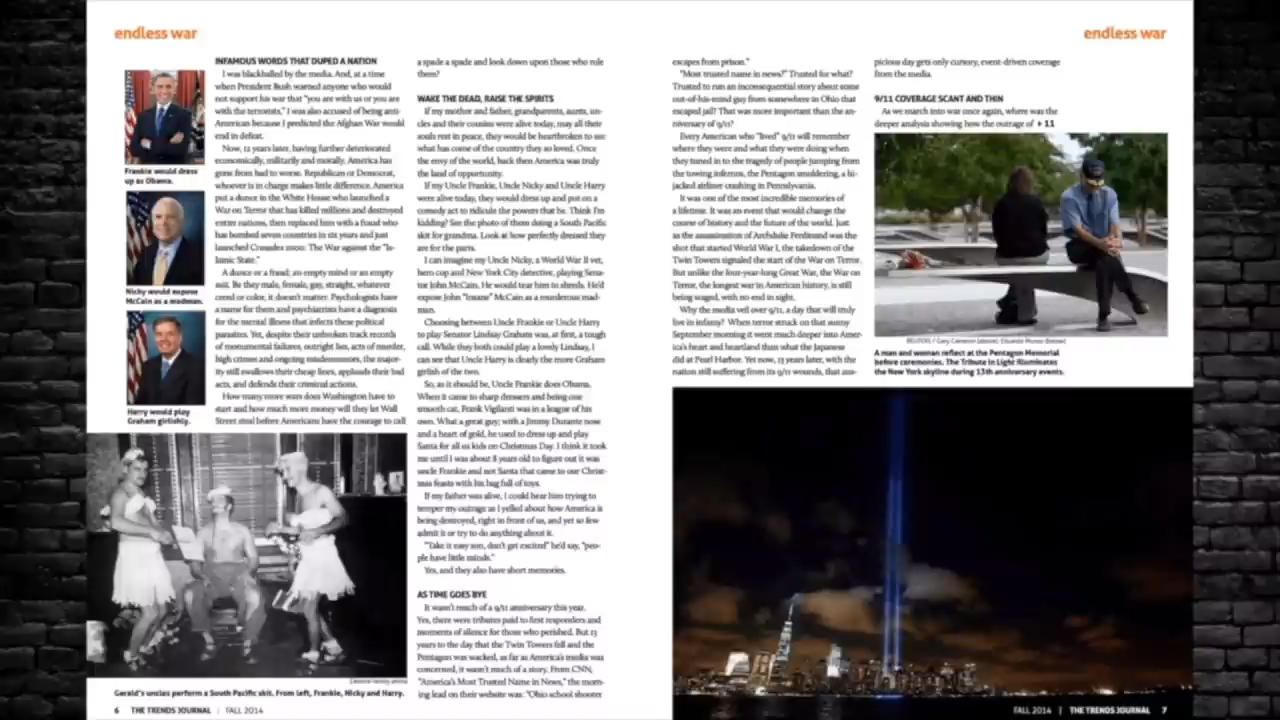 endless war
endless war
Frankie would dress
up as Obama.
Nicky would expose
McCain as a madman.
Harry would play
Graham girlishly.
INFAMOUS WORDS THAT DUPED A NATION
I was blackballed by the media. And, at a time
when President Bush warned anyone who would
not support his war that "you are with us or you are
with the terrorists," I was also accused of being anti-
American because I predicted the Afghan War would
end in defeat.
Now, 12 years later, having further deteriorated
economically, militarily and morally, America has
gone from bad to worse. Republican or Democrat,
whoever is in charge makes little difference. America
put a dunce in the White House who launched a
War on Terror that has killed millions and destroyed
entire nations, then replaced him with a fraud who
has bombed seven countries in six years and just
launched Crusades 2000: The War against the "Is-
lamic State."
A dunce or a fraud; an empty mind or an empty
suit. Be they male, female, gay, straight, whatever
creed or color, it doesn't matter. Psychologists have
a name for them and psychiatrists have a diagnosis
for the mental illness that infects these political
parasites. Yet, despite their unbroken track records
of monumental failures, outright lies, acts of murder,
high crimes and ongoing misdemeanors, the major-
ity still swallows their cheap lines, applauds their bad
acts, and defends their criminal actions.
How many more wars does Washington have to
start and how much more money will they let Wall
Street steal before Americans have the courage to call
Gerald's uncles perform a South Pacific skit. From left, Frankie, Nicky and Harry.
a spade a spade and look down upon those who rule
them?
WAKE THE DEAD, RAISE THE SPIRITS
If my mother and father, grandparents, aunts, un-
cles and their cousins were alive today, may all their
souls rest in peace, they would be heartbroken to see
what has come of the country they so loved. Once
the envy of the world, back then America was truly
the land of opportunity.
If my Uncle Frankie, Uncle Nicky and Uncle Harry
were alive today, they would dress up and put on a
comedy act to ridicule the powers that be. Think I'm
kidding? See the photo of them doing a South Pacific
skit for grandma. Look at how perfectly dressed they
are for the parts.
I can imagine my Uncle Nicky, a World War II vet,
hero cop and New York City detective, playing Sena-
tor John McCain. He would tear him to shreds. He'd
expose John "Insane" McCain as a murderous mad-
man.
Choosing between Uncle Frankie or Uncle Harry
to play Senator Lindsay Graham was, at first, a tough
call. While they both could play a lovely Lindsay, I
can see that Uncle Harry is clearly the more Graham
girlish of the two.
So, as it should be, Uncle Frankie does Obama.
When it came to sharp dressers and being one
smooth cat, Frank Vigilanti was in a league of his
own. What a great guy; with a Jimmy Durante nose
and a heart of gold, he used to dress up and play
Santa for all us kids on Christmas Day. I think it took
me until I was about 8 years old to figure out it was
uncle Frankie and not Santa that came to our Christ-
mas feasts with his bag full of toys.
If my father was alive, I could hear him trying to
temper my outrage as I yelled about how America is
being destroyed, right in front of us, and yet so few
admit it or try to do anything about it.
"Take it easy son, don't get excited" he'd say, "peo-
ple have little minds."
Yes, and they also have short memories.
AS TIME GOES BYE
It wasn't much of a 9/11 anniversary this year.
Yes, there were tributes paid to first responders and
moments of silence for those who perished. But 13
years to the day that the Twin Towers fell and the
Pentagon was wacked, as far as America's media was
concerned, it wasn't much of a story. From CNN,
"America's Most Trusted Name in News," the morn-
ing lead on their website was: "Ohio school shooter
6 THE TRENDS JOURNAL | FALL 2014
escapes from prison."
"Most trusted name in news?" Trusted for what?
Trusted to run an inconsequential story about some
out-of-his-mind guy from somewhere in Ohio that
escaped jail? That was more important than the an-
niversary of 9/11?
Every American who "lived" 9/11 will remember
where they were and what they were doing when
they tuned in to the tragedy of people jumping from
the towering infernos, the Pentagon smoldering, a hi-
jacked airliner crashing in Pennsylvania.
It was one of the most incredible memories of
a lifetime. It was an event that would change the
course of history and the future of the world. Just
as the assassination of Archduke Ferdinand was the
shot that started World War I, the takedown of the
Twin Towers signaled the start of the War on Terror.
But unlike the four-year-long Great War, the War on
Terror, the longest war in American history, is still
being waged, with no end in sight.
Why the media veil over 9/11, a day that will truly
live in infamy? When terror struck on that sunny
September morning it went much deeper into Amer-
ica's heart and heartland than what the Japanese
did at Pearl Harbor. Yet now, 13 years later, with the
nation still suffering from its 9/11 wounds, that aus-
picious day gets only cursory, event-driven coverage
from the media.
9/11 COVERAGE SCANT AND THIN
As we march into war once again, where was the
deeper analysis showing how the outrage of + 11
REUTERS / Gary Cameron (above); Eduardo Munoz (below)
A man and woman reflect at the Pentagon Memorial
before ceremonies. The Tribute in Light illuminates
the New York skyline during 13th anniversary events.
FALL 2014 | THE TRENDS JOURNAL 7